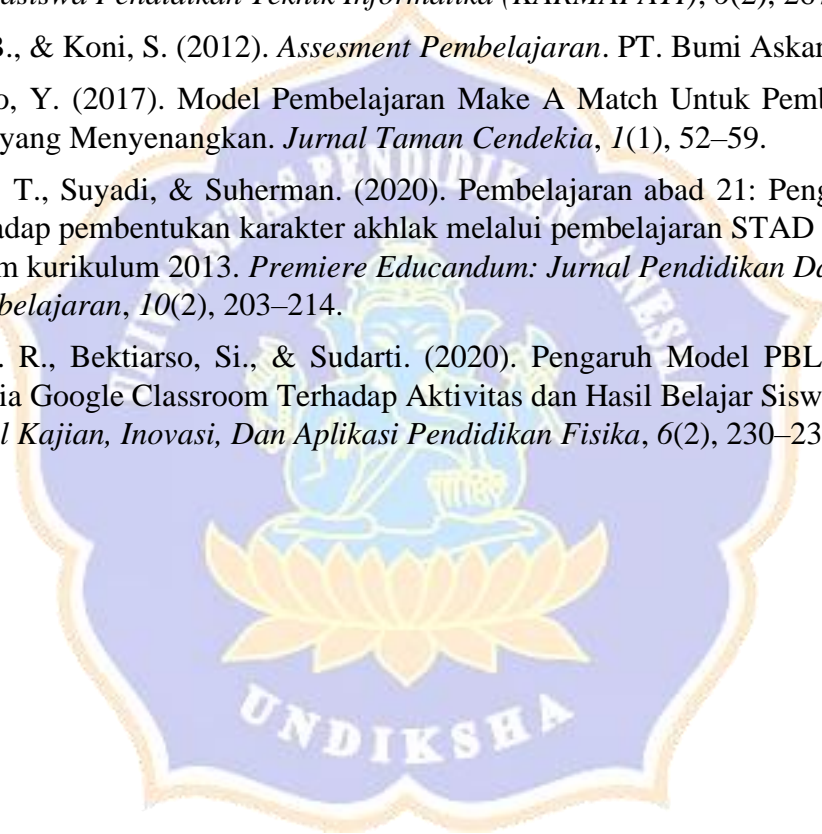 asiswa Pendidikan Teknik Informatika (KARMAPATI), 6(2), 287
B., & Koni, S. (2012). Assesment Pembelajaran. PT. Bumi Askar
o, Y. (2017). Model Pembelajaran Make A Match Untuk Pemb
yang Menyenangkan. Jurnal Taman Cendekia, 1(1), 52–59.
T., Suyadi, & Suherman. (2020). Pembelajaran abad 21: Peng
adap pembentukan karakter akhlak melalui pembelajaran STAD
m kurikulum 2013. Premiere Educandum: Jurnal Pendidikan Da
belajaran, 10(2), 203–214.
. R., Bektiarso, Si., & Sudarti. (2020). Pengaruh Model PBL
ia Google Classroom Terhadap Aktivitas dan Hasil Belajar Sisw
l Kajian, Inovasi, Dan Aplikasi Pendidikan Fisika, 6(2), 230–23
UNIVERSITAS PENDIDIKAN GANESHA
UNDIKSHA